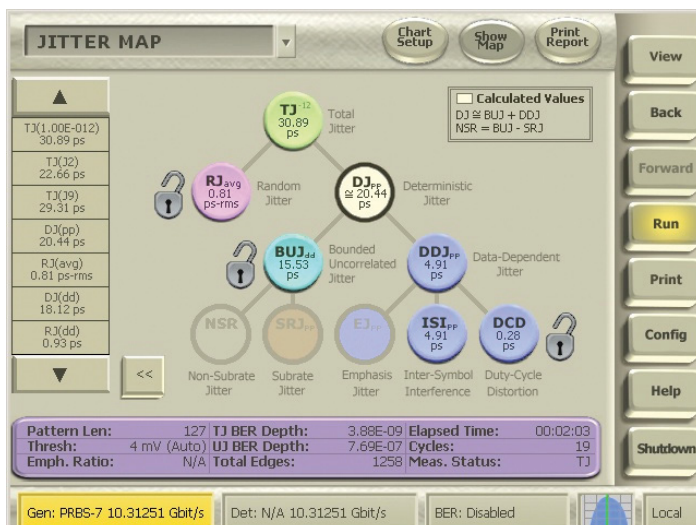 JITTER MAP
Chart Setup
Show Map
Print Report
View
Back
Forward
Run
Print
Config
Help
Shutdown
TJ(1.00E-012)
30.89 ps
TJ(J2)
22.66 ps
TJ(J9)
29.31 ps
DJ(pp)
20.44 ps
RJ(avg)
0.81 ps-rms
DJ(dd)
18.12 ps
RJ(dd)
0.93 ps
<<
Calculated Values
DJ ≅ BUJ + DDJ
NSR = BUJ - SRJ
TJ-12
30.89
ps
Total
Jitter
RJavg
0.81
ps-rms
Random
Jitter
DJPP
≅ 20.44
ps
Deterministic
Jitter
BUJdd
15.53
ps
Bounded
Uncorrelated
Jitter
DDJPP
4.91
ps
Data-Dependent
Jitter
NSR
Non-Subrate
Jitter
SRJPP
Subrate
Jitter
EJPP
Emphasis
Jitter
ISIPP
4.91
ps
Inter-Symbol
Interference
DCD
0.28
ps
Duty-Cycle
Distortion
Pattern Len: 127 TJ BER Depth: 3.88E-09 Elapsed Time: 00:02:03
Thresh: 4 mV (Auto) UJ BER Depth: 7.69E-07 Cycles: 19
Emph. Ratio: N/A Total Edges: 1258 Meas. Status: TJ
Gen: PRBS-7 10.31251 Gbit/s
Det: N/A 10.31251 Gbit/s
BER: Disabled
Local